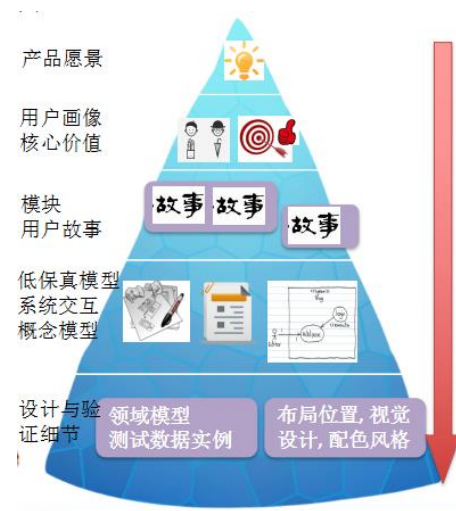 产品愿景
用户画像
核心价值
模块
用户故事
故事 故事
故事
低保真模型
系统交互
概念模型
设计与验
证细节
领域模型
测试数据实例
布局位置, 视觉
设计, 配色风格